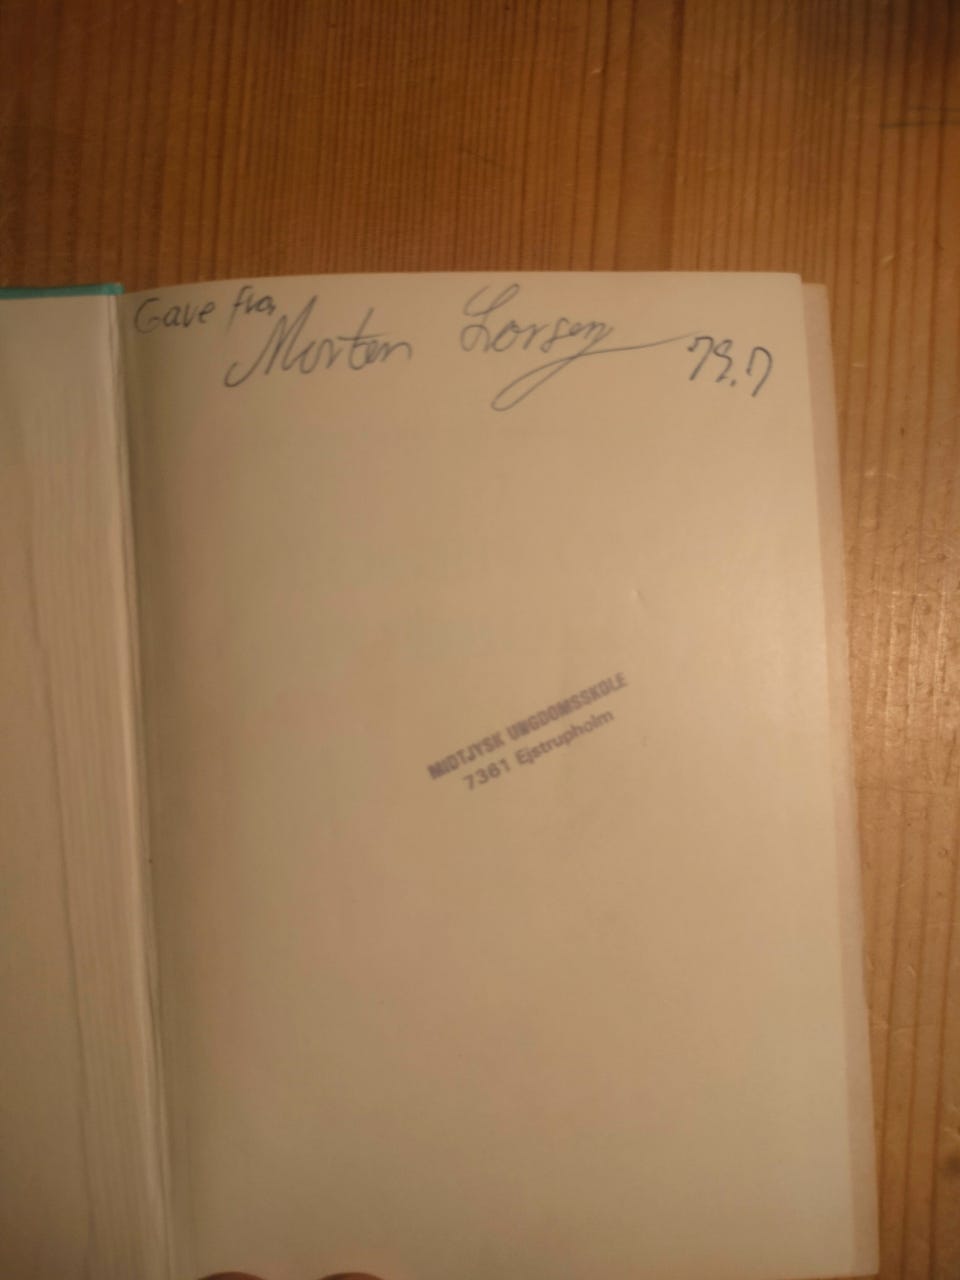 Gave fra
Morten Larsen 79.7
MIDTJYSK UNGDOMSSKOLE
7361 Ejstrupholm